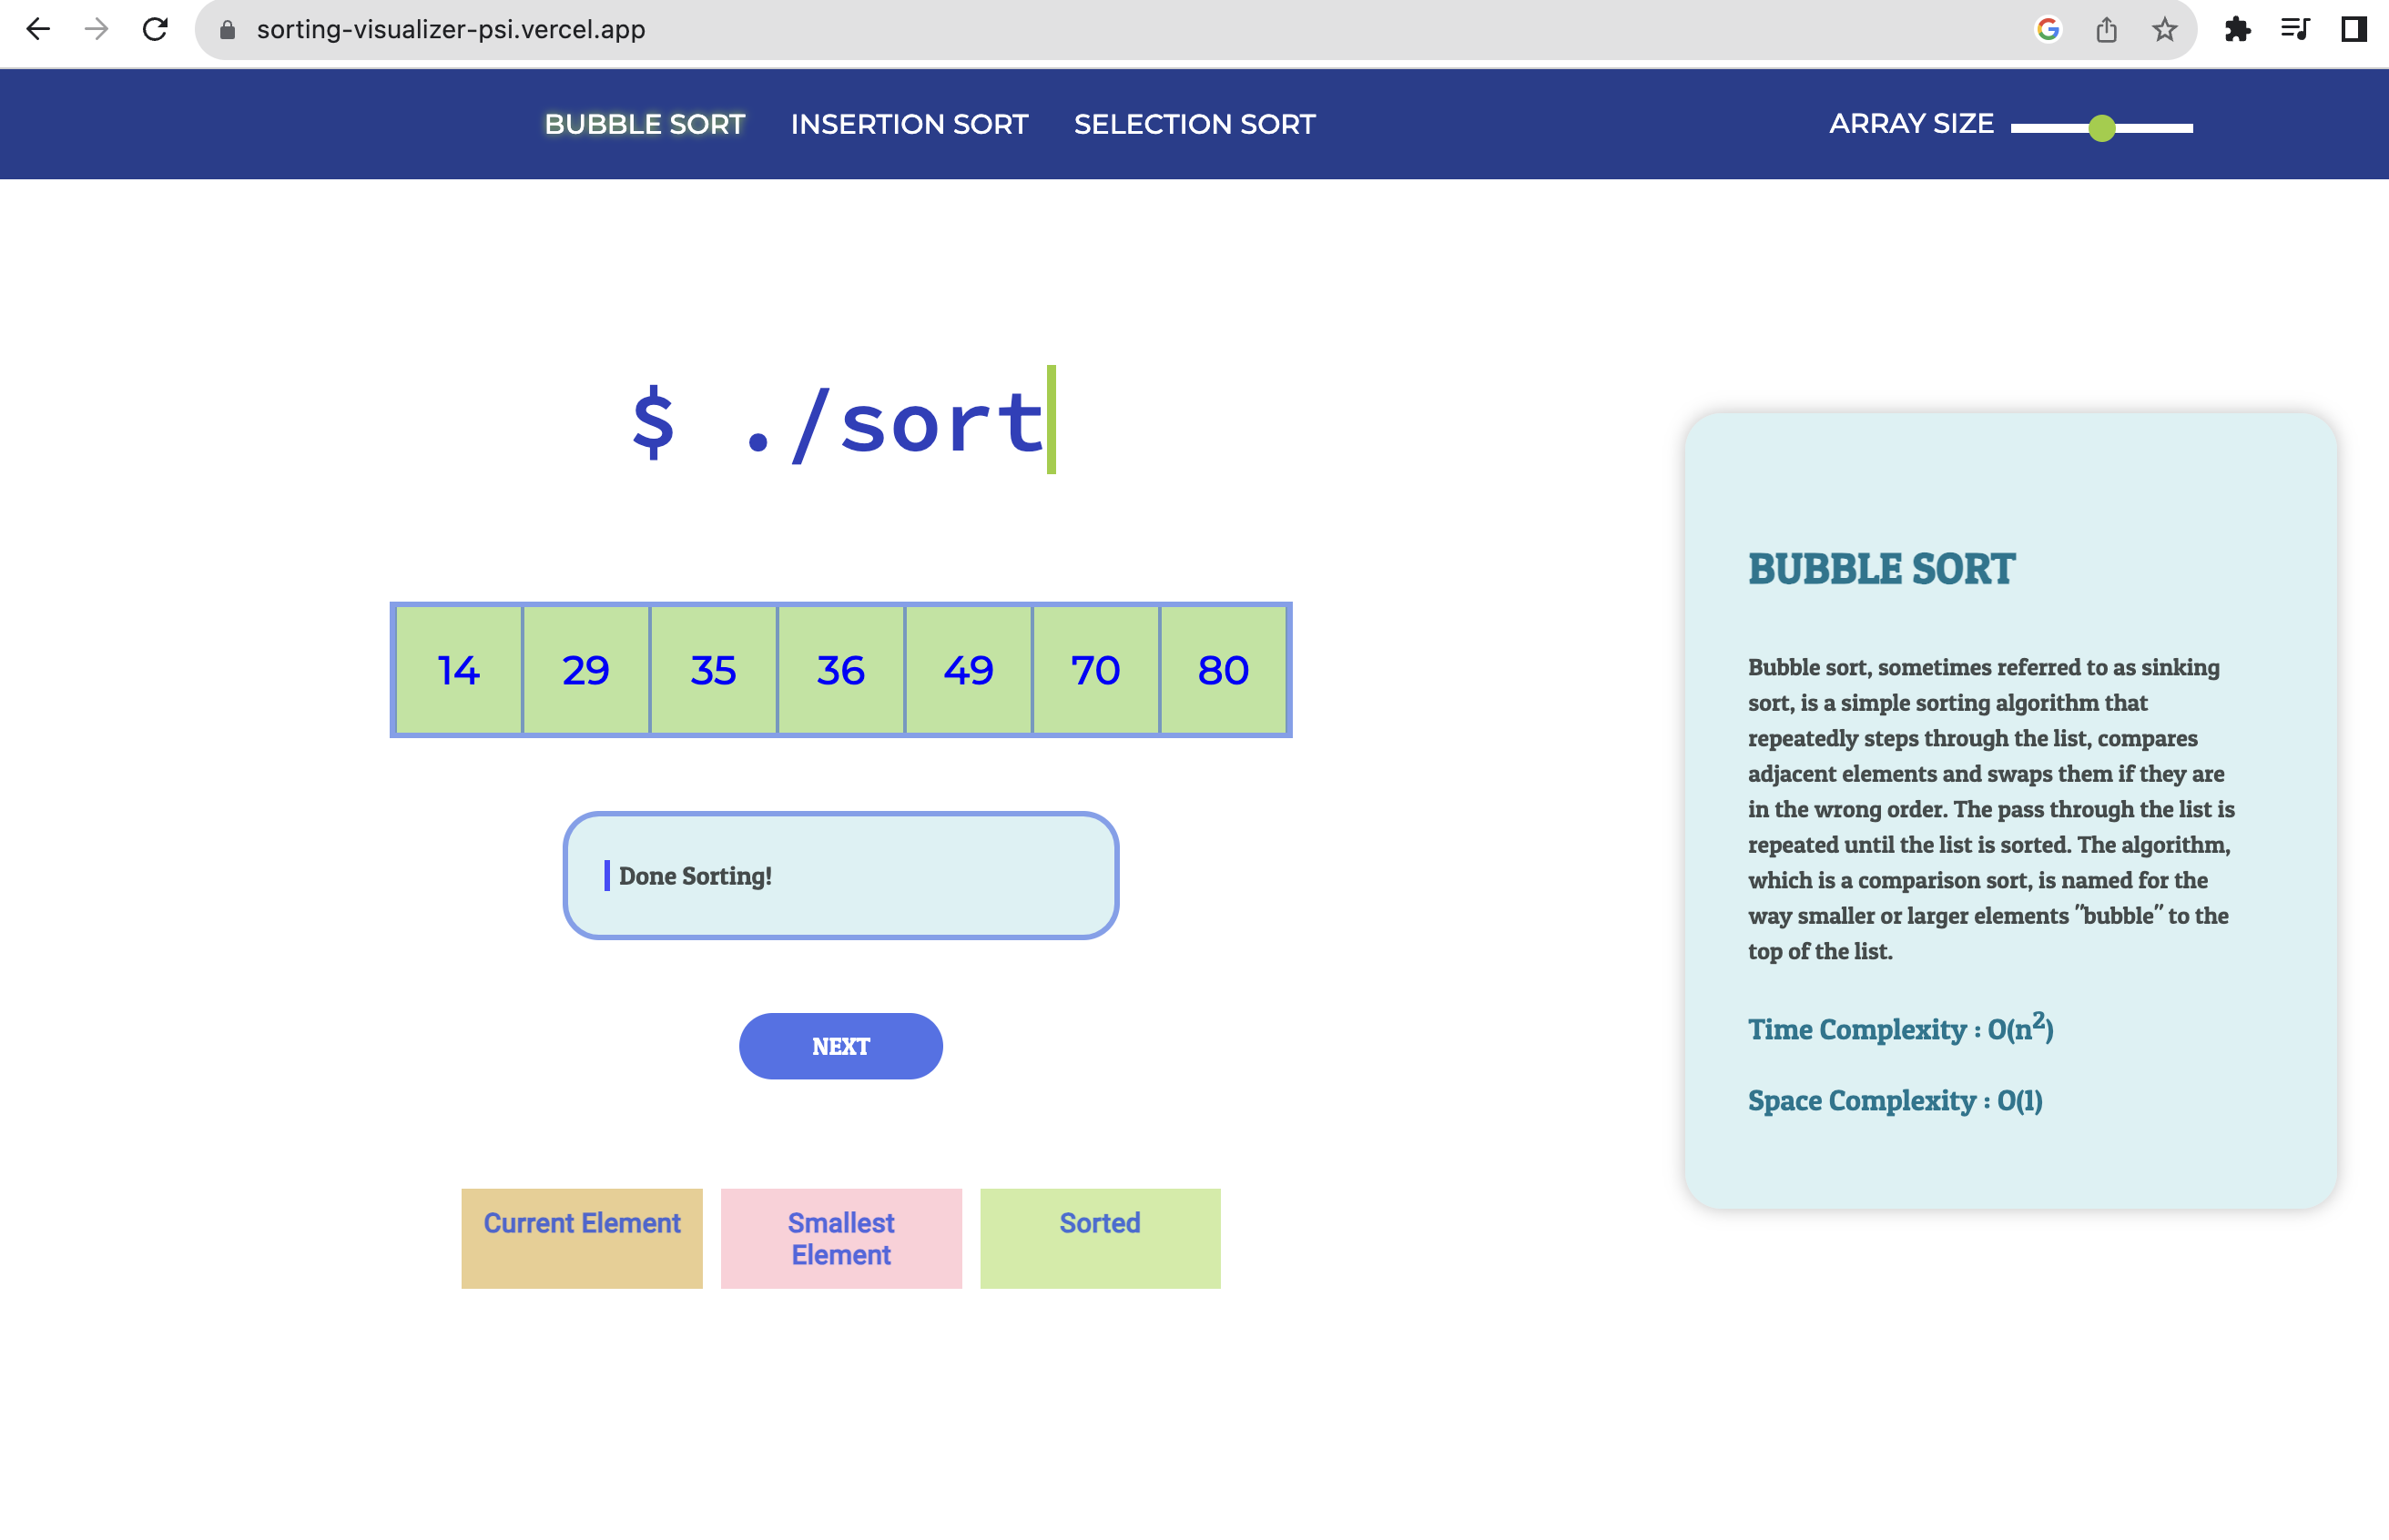 sorting-visualizer-psi.vercel.app
BUBBLE SORT INSERTION SORT SELECTION SORT ARRAY SIZE
$ ./sort
14 29 35 36 49 70 80
Done Sorting!
NEXT
Current Element
Smallest
Element
Sorted
BUBBLE SORT
Bubble sort, sometimes referred to as sinking
sort, is a simple sorting algorithm that
repeatedly steps through the list, compares
adjacent elements and swaps them if they are
in the wrong order. The pass through the list is
repeated until the list is sorted. The algorithm,
which is a comparison sort, is named for the
way smaller or larger elements "bubble" to the
top of the list.
Time Complexity : O(n²)
Space Complexity : O(1)